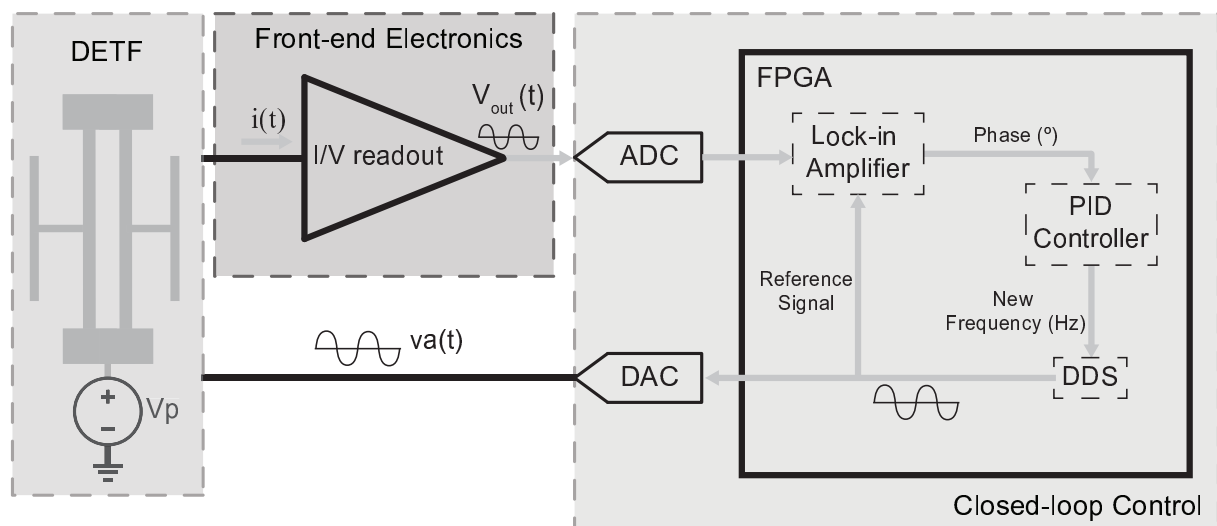 DETF
Front-end Electronics
i(t)
I/V readout
Vout (t)
ADC
FPGA
Lock-in
Amplifier
Phase (º)
PID
Controller
Reference
Signal
New
Frequency (Hz)
va(t)
DAC
DDS
+
Vp
−
Closed-loop Control